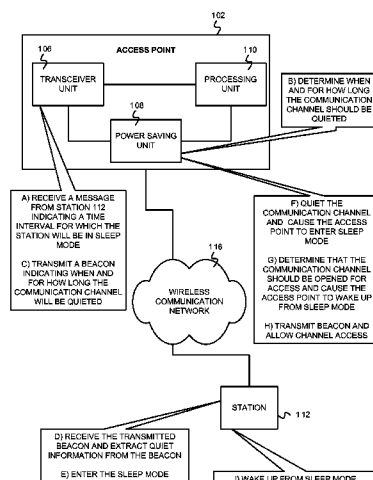 102
ACCESS POINT
106
110
TRANSCEIVER
UNIT
PROCESSING
UNIT
108
POWER SAVING
UNIT
B) DETERMINE WHEN
AND FOR HOW LONG
THE COMMUNICATION
CHANNEL SHOULD BE
QUIETED
A) RECEIVE A MESSAGE
FROM STATION 112
INDICATING A TIME
INTERVAL FOR WHICH THE
STATION WILL BE IN SLEEP
MODE
C) TRANSMIT A BEACON
INDICATING WHEN AND
FOR HOW LONG THE
COMMUNICATION CHANNEL
WILL BE QUIETED
F) QUIET THE
COMMUNICATION CHANNEL
AND CAUSE THE ACCESS
POINT TO ENTER SLEEP
MODE
G) DETERMINE THAT THE
COMMUNICATION CHANNEL
SHOULD BE OPENED FOR
ACCESS AND CAUSE THE
ACCESS POINT TO WAKE UP
FROM SLEEP MODE
H) TRANSMIT BEACON AND
ALLOW CHANNEL ACCESS
116
WIRELESS
COMMUNICATION
NETWORK
STATION
112
D) RECEIVE THE TRANSMITTED
BEACON AND EXTRACT QUIET
INFORMATION FROM THE BEACON
E) ENTER THE SLEEP MODE
WAKE UP FROM SLEEP MODE